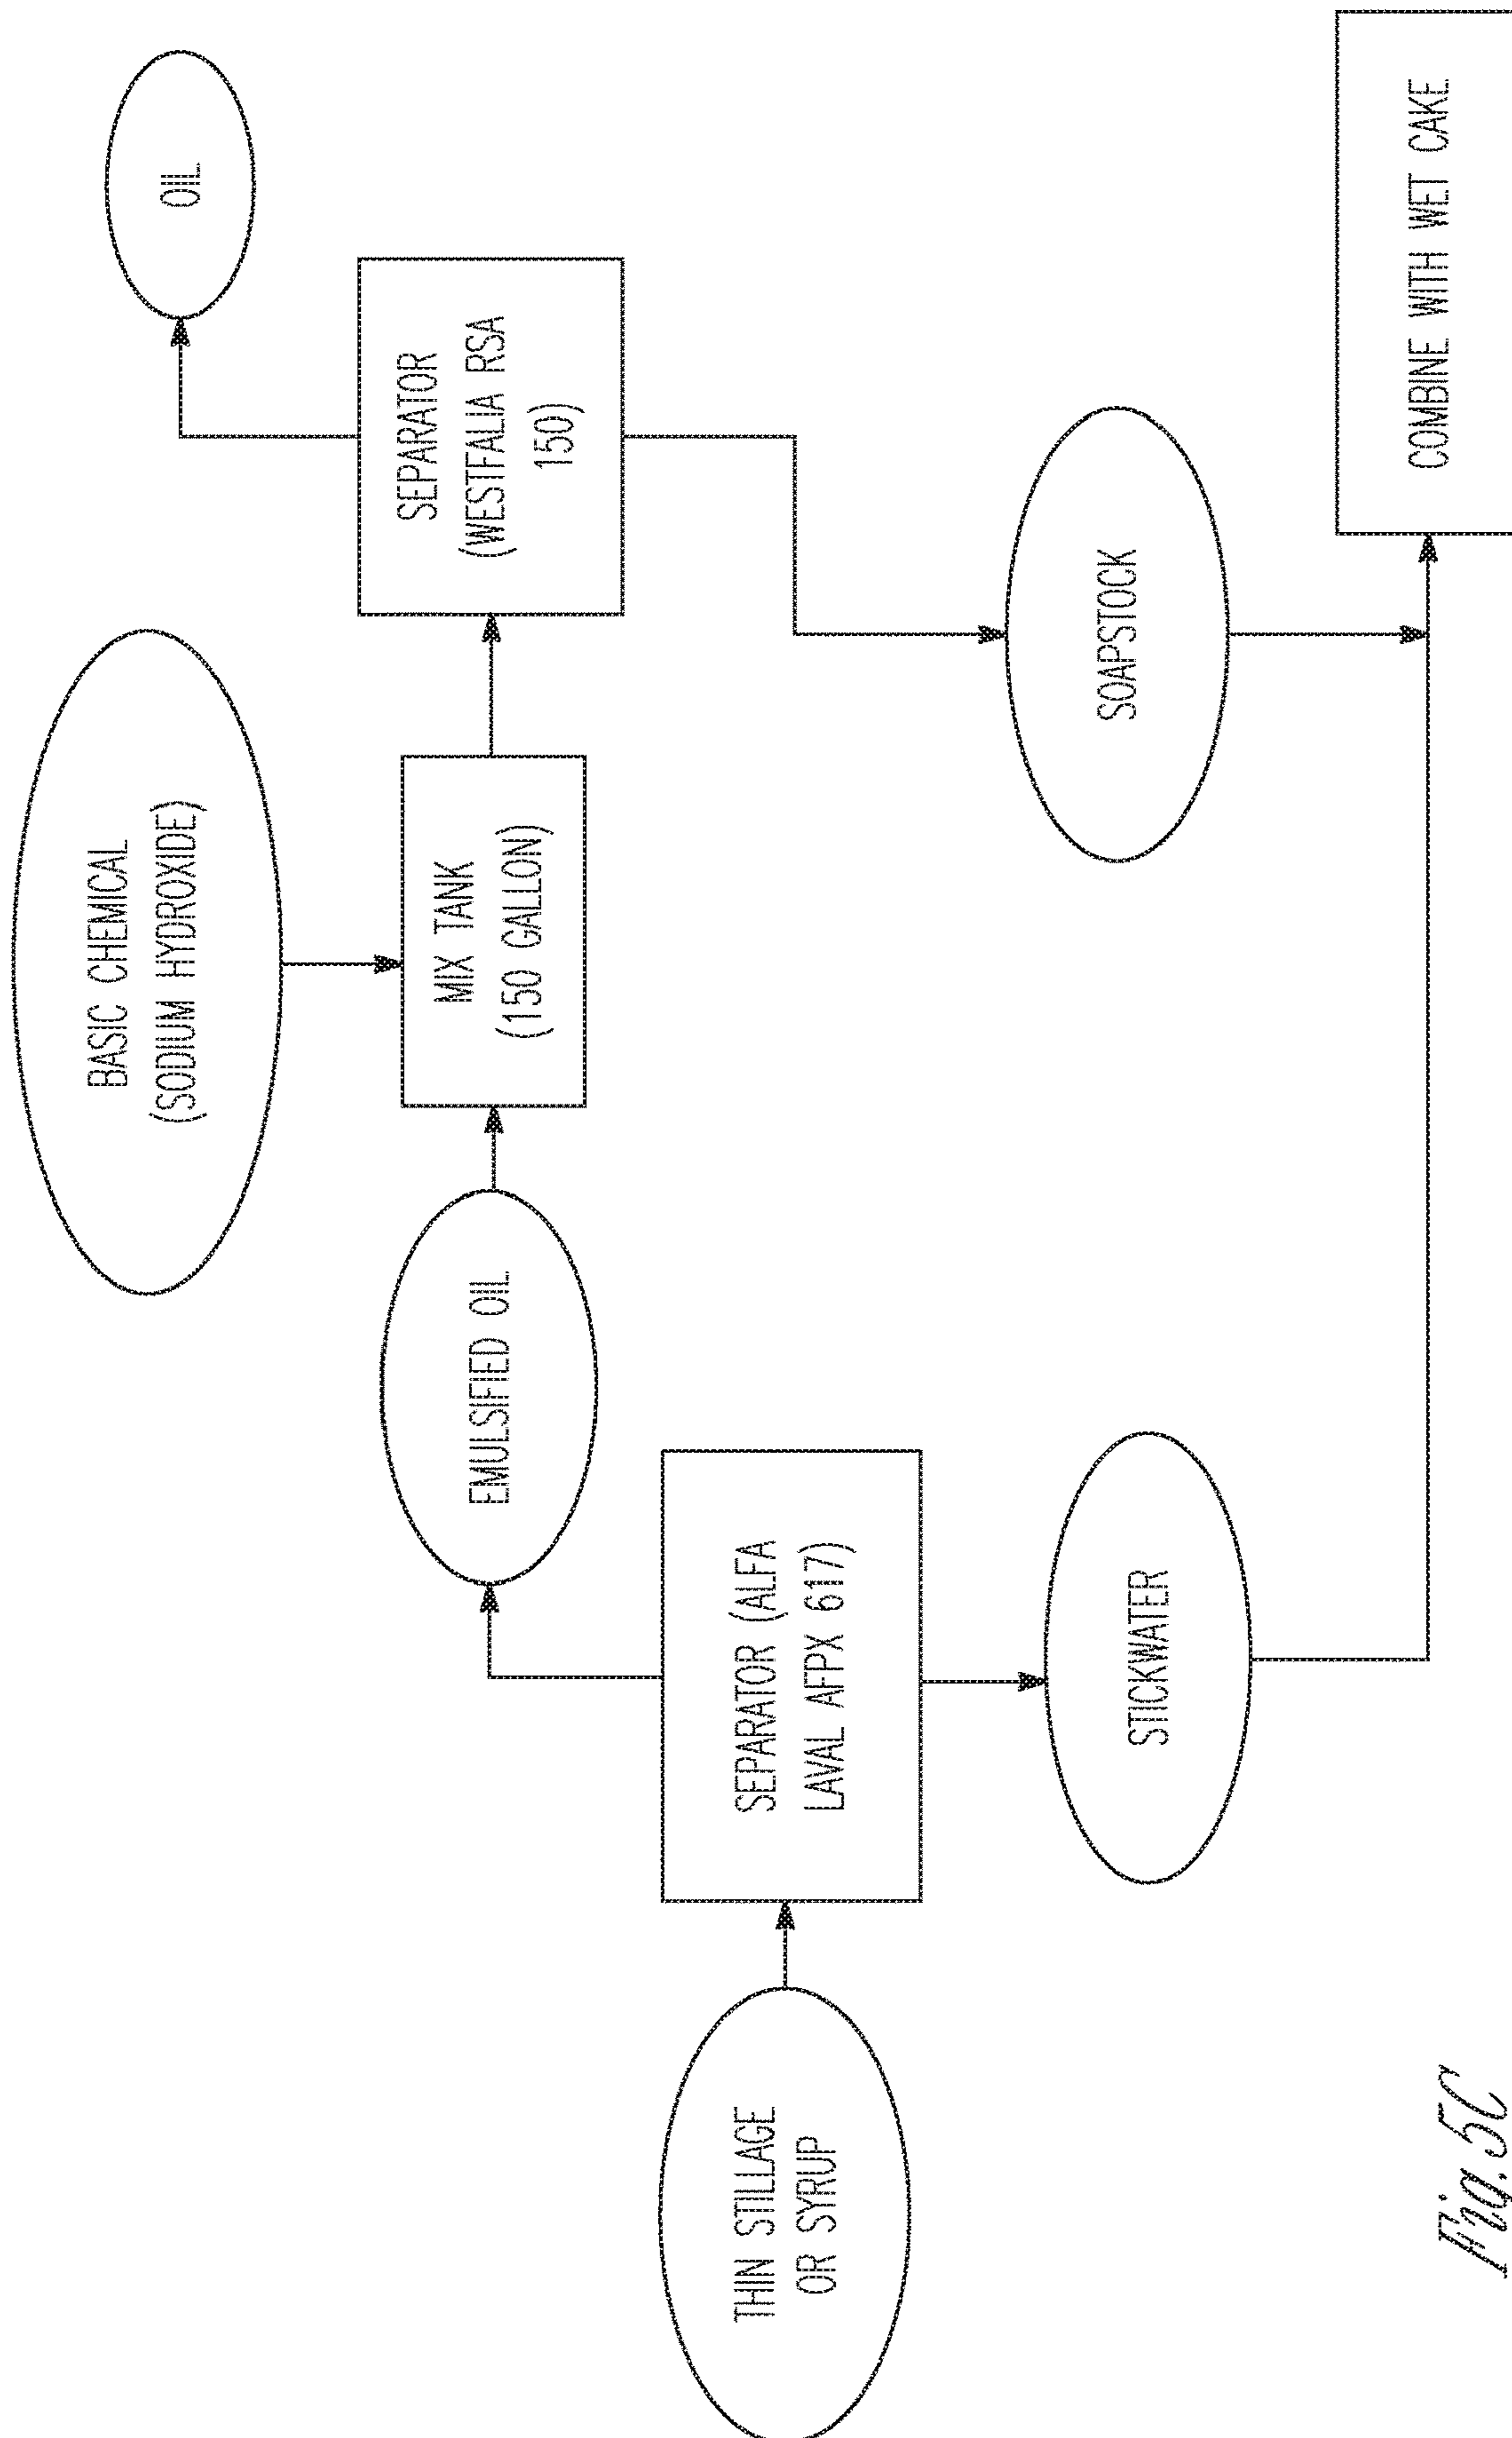 OIL
BASIC CHEMICAL
(SODIUM HYDROXIDE)
SEPARATOR
(WESTFALIA RSA
150)
MIX TANK
(150 GALLON)
EMULSIFIED OIL
SEPARATOR (ALFA
LAVAL AFPX 617)
THIN STILLAGE
OR SYRUP
SOAPSTOCK
STICKWATER
COMBINE WITH WET CAKE
Fig. 5C